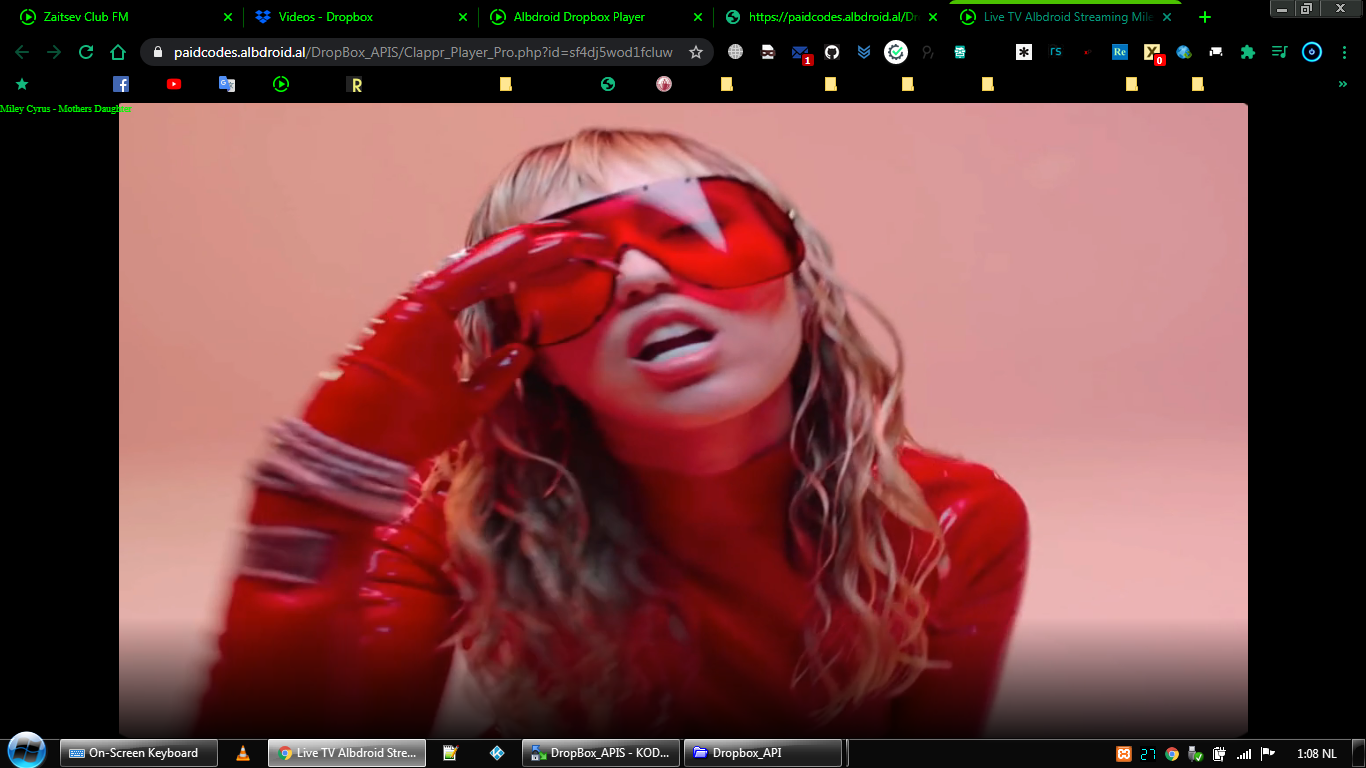 Zaitsev Club FM
Videos - Dropbox
Albdroid Dropbox Player
https://paidcodes.albdroid.al/Dr
Live TV Albdroid Streaming Mile
paidcodes.albdroid.al/DropBox_APIS/Clappr_Player_Pro.php?id=sf4dj5wod1fcluw
1
rs
Re
X
0
R
Miley Cyrus - Mothers Daughter
On-Screen Keyboard
Live TV Albdroid Stre...
DropBox_APIS - KOD...
Dropbox_API
27
1:08 NL